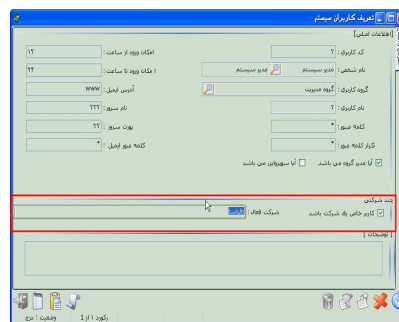 تعریف کاربران سیستم
[اطلاعات اصلی]
کد کاربری : ۲ امکان ورود از ساعت : ۱۲
نام شخص : مدیر سیستم مدیر سیستم امکان ورود تا ساعت : ۲۴
گروه کاربری : گروه مدیریت آدرس ایمیل : www
نام کاربری : ۲ نام سرور : ۲۲۲
کلمه عبور : * پورت سرور : ۲۲
تکرار کلمه عبور : * کلمه عبور ایمیل : *
آیا مدیر گروه می باشد آیا سوپروایزر می باشد
چند شرکتی
کاربر خاص یک شرکت باشد شرکت فعال :
[توضیحات]
رکورد ۱ از 1 وضعیت : درج